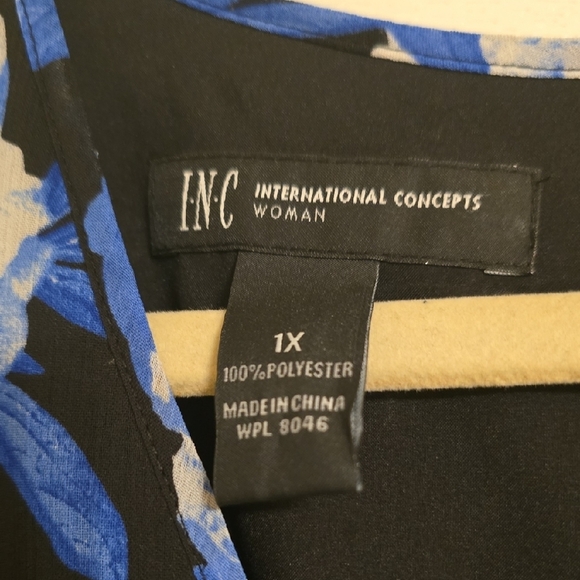 I·N·C INTERNATIONAL CONCEPTS
WOMAN
1X
100%POLYESTER
MADE IN CHINA
WPL 8046